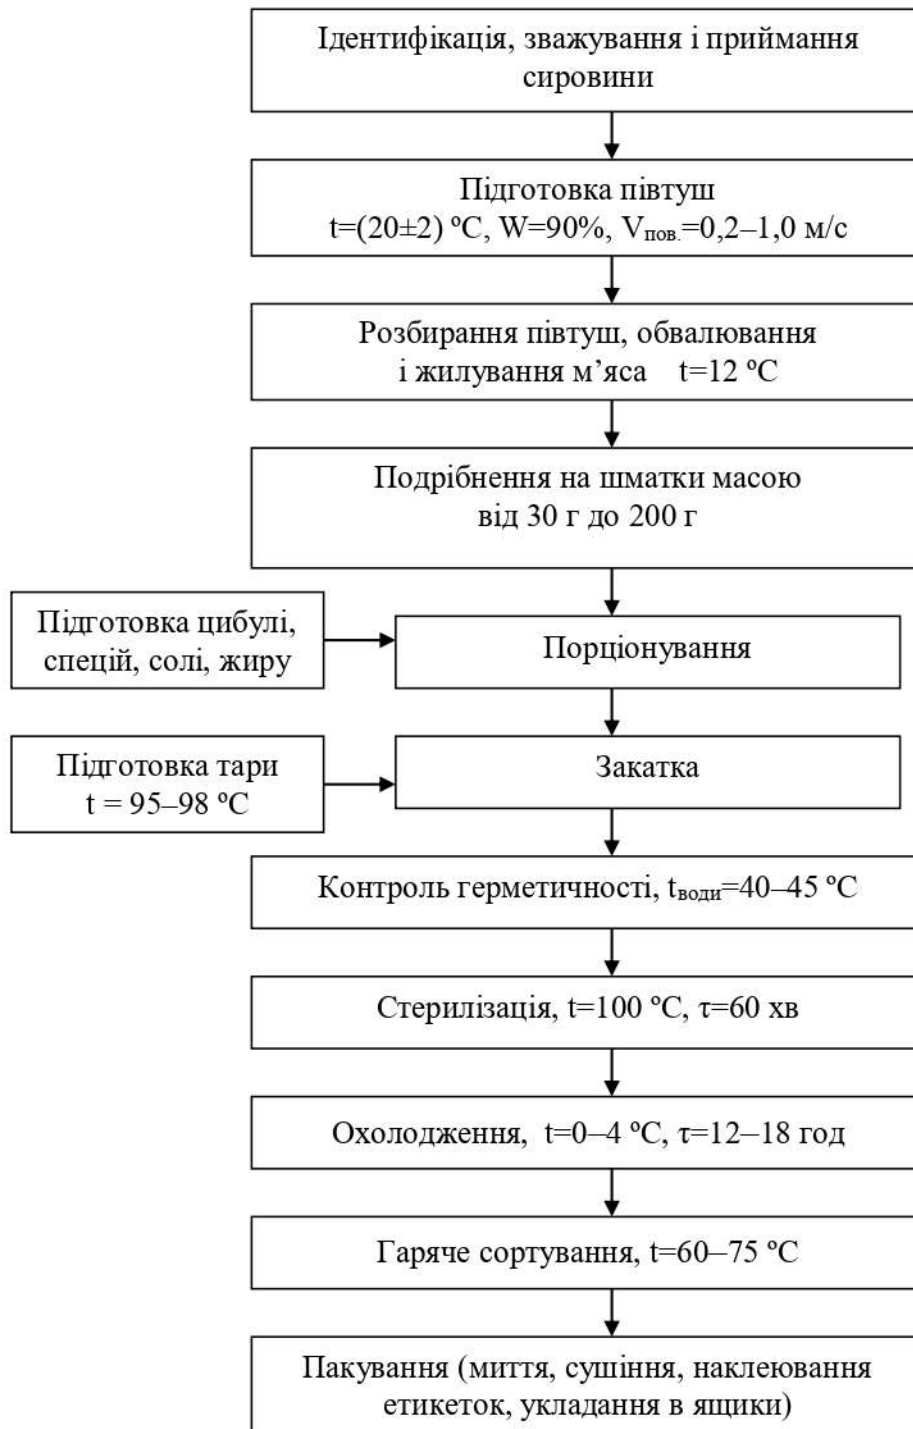 Ідентифікація, зважування і приймання
сировини
Підготовка півтуш
t=(20±2) ºС, W=90%, Vпов.=0,2–1,0 м/с
Розбирання півтуш, обвалювання
і жилування м’яса t=12 ºС
Подрібнення на шматки масою
від 30 г до 200 г
Підготовка цибулі,
спецій, солі, жиру
Порціонування
Підготовка тари
t = 95–98 ºС
Закатка
Контроль герметичності, tводи=40–45 ºС
Стерилізація, t=100 ºС, τ=60 хв
Охолодження, t=0–4 ºС, τ=12–18 год
Гаряче сортування, t=60–75 ºС
Пакування (миття, сушіння, наклеювання
етикеток, укладання в ящики)